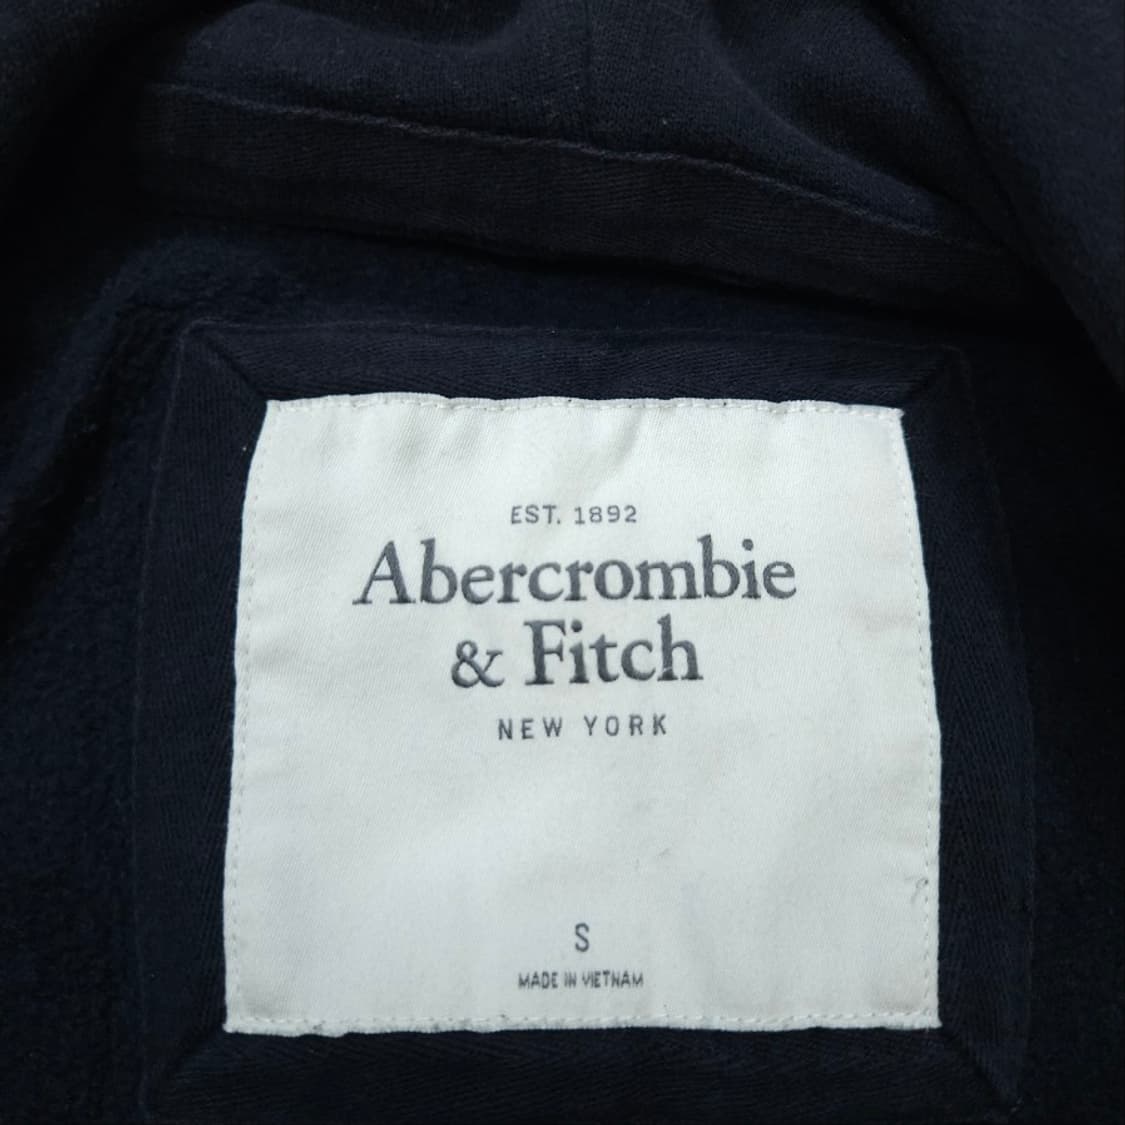 EST. 1892
Abercrombie
& Fitch
NEW YORK
S
MADE IN VIETNAM